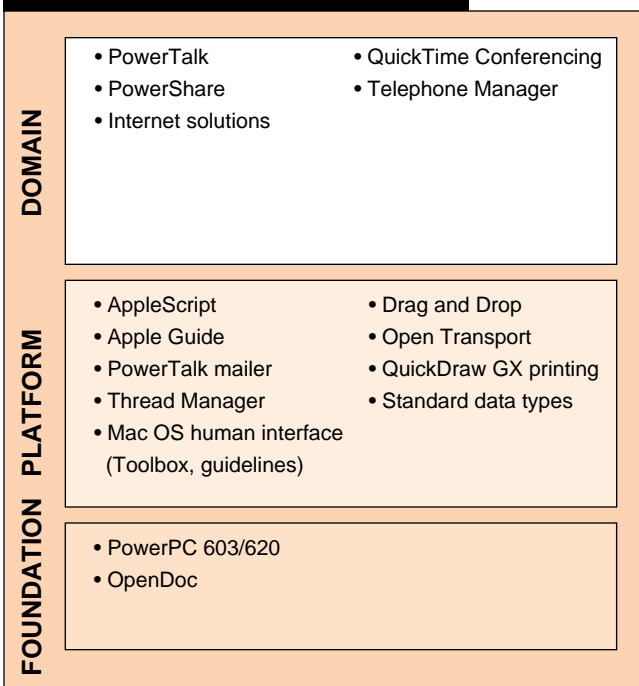 DOMAIN
• PowerTalk
• PowerShare
• Internet solutions
• QuickTime Conferencing
• Telephone Manager
PLATFORM
• AppleScript
• Apple Guide
• PowerTalk mailer
• Thread Manager
• Mac OS human interface
(Toolbox, guidelines)
• Drag and Drop
• Open Transport
• QuickDraw GX printing
• Standard data types
FOUNDATION
• PowerPC 603/620
• OpenDoc